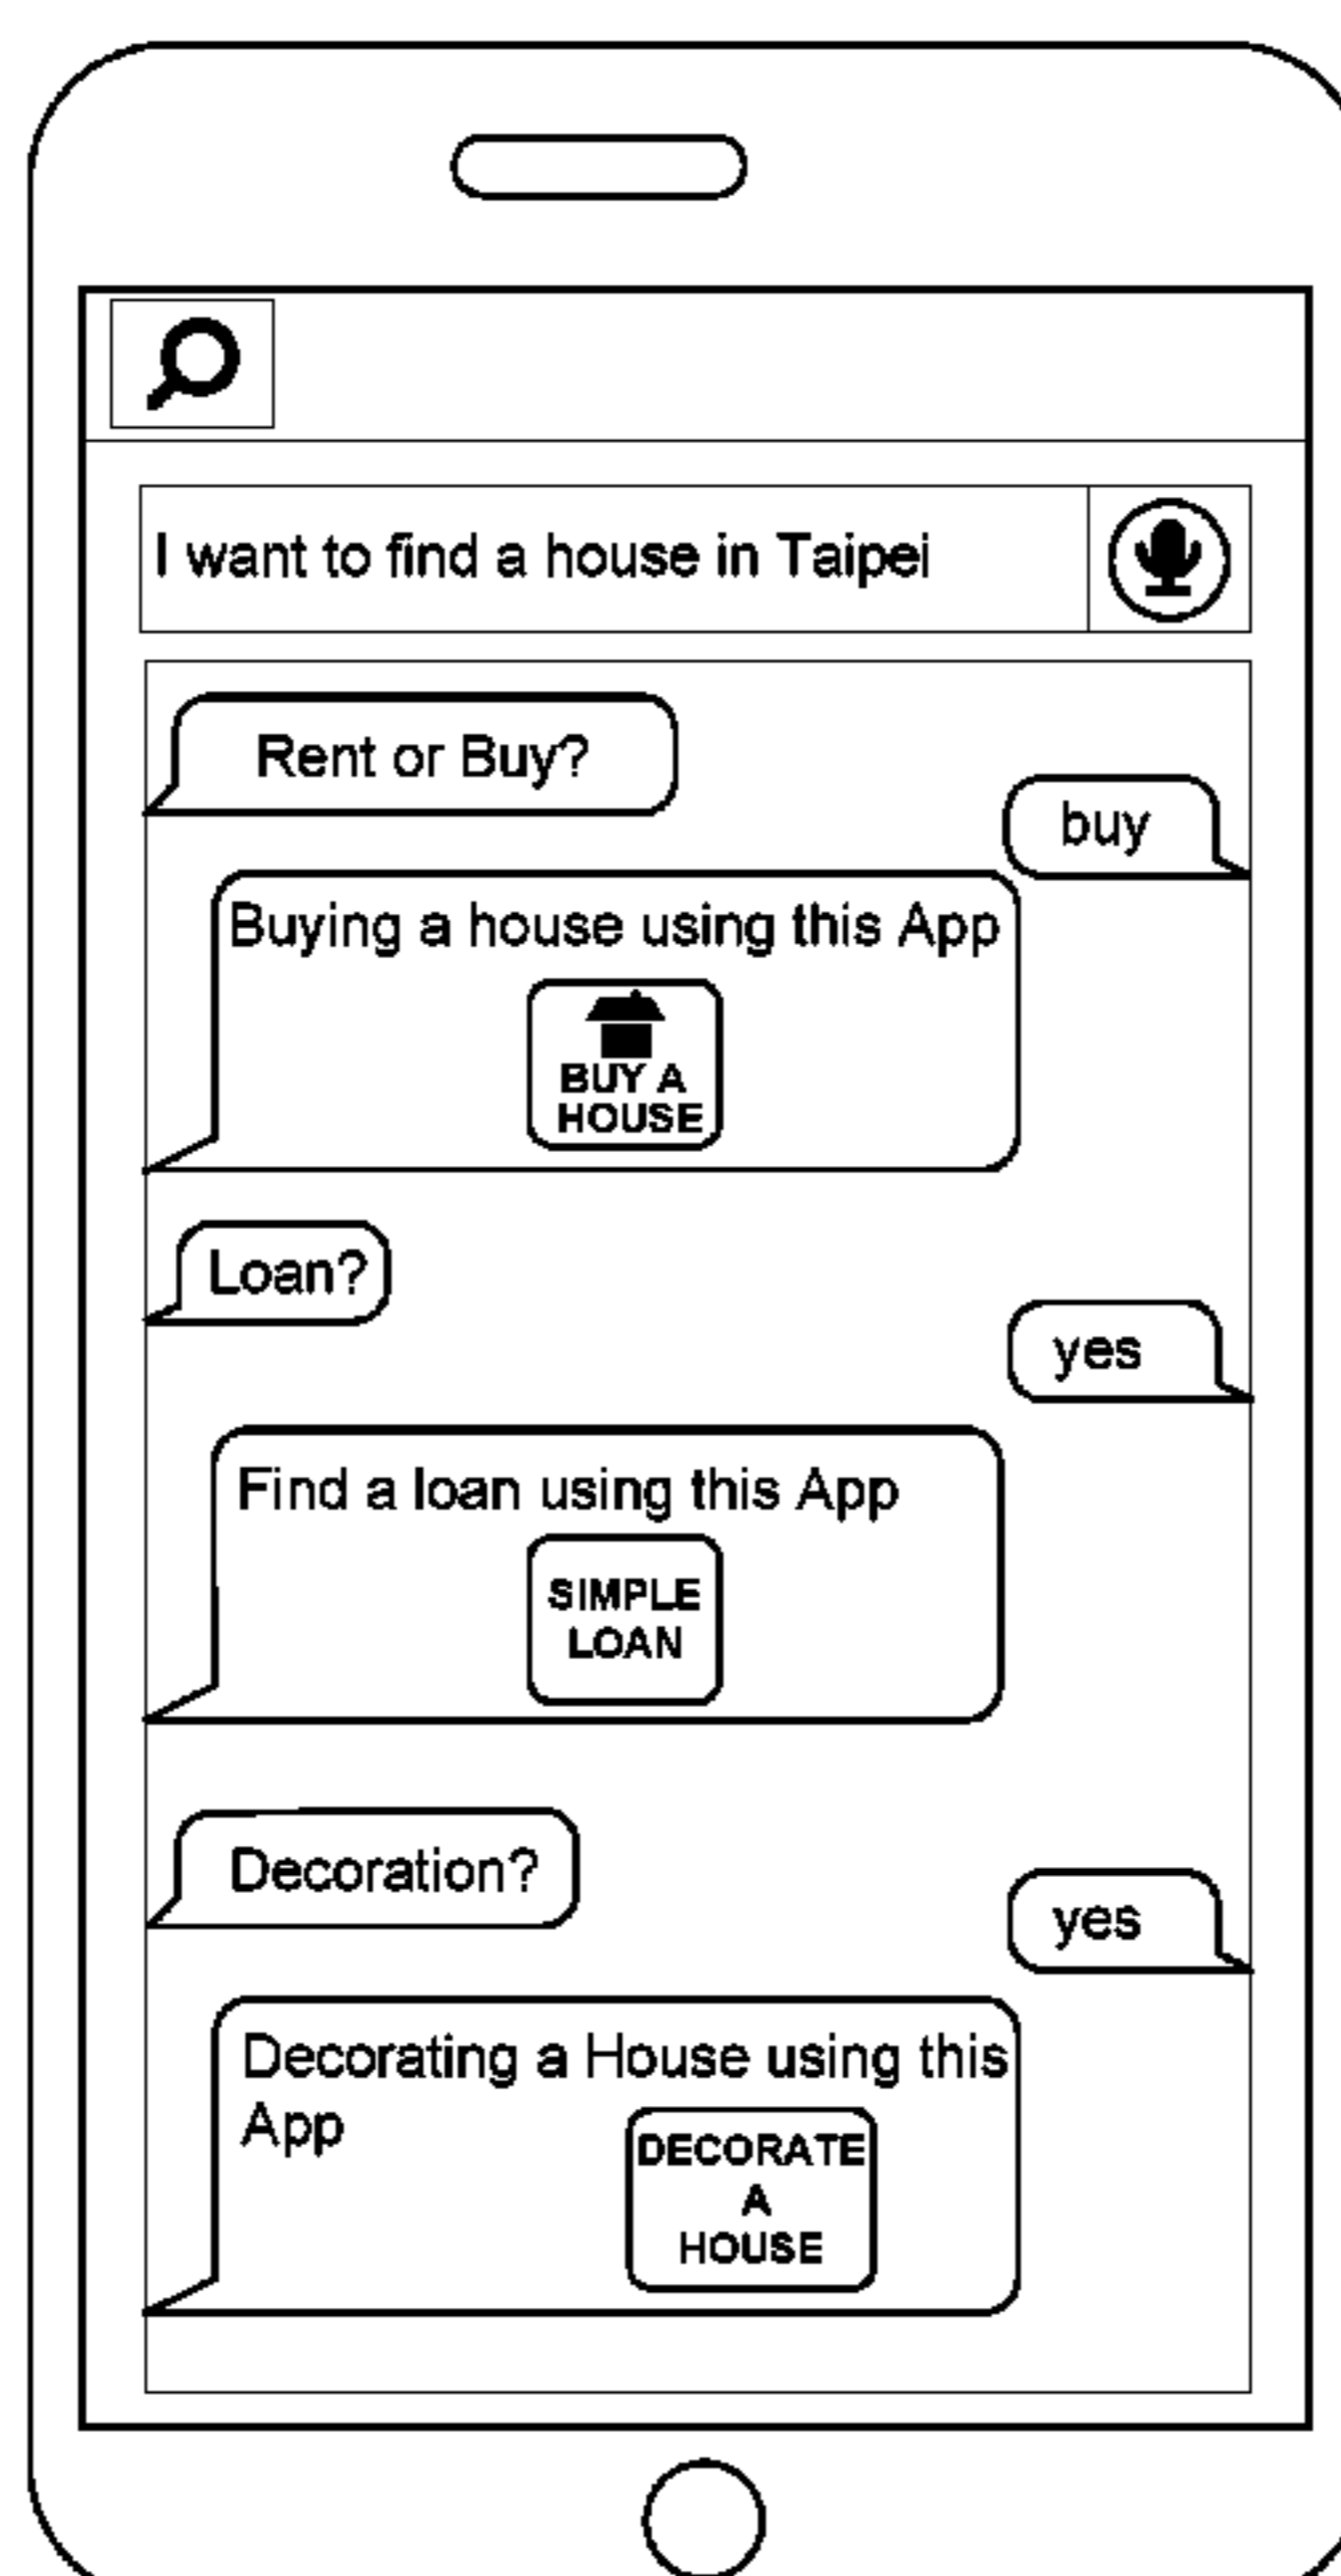 I want to find a house in Taipei
Rent or Buy?
buy
Buying a house using this App
BUY A
HOUSE
Loan?
yes
Find a loan using this App
SIMPLE
LOAN
Decoration?
yes
Decorating a House using this
App
DECORATE
A
HOUSE